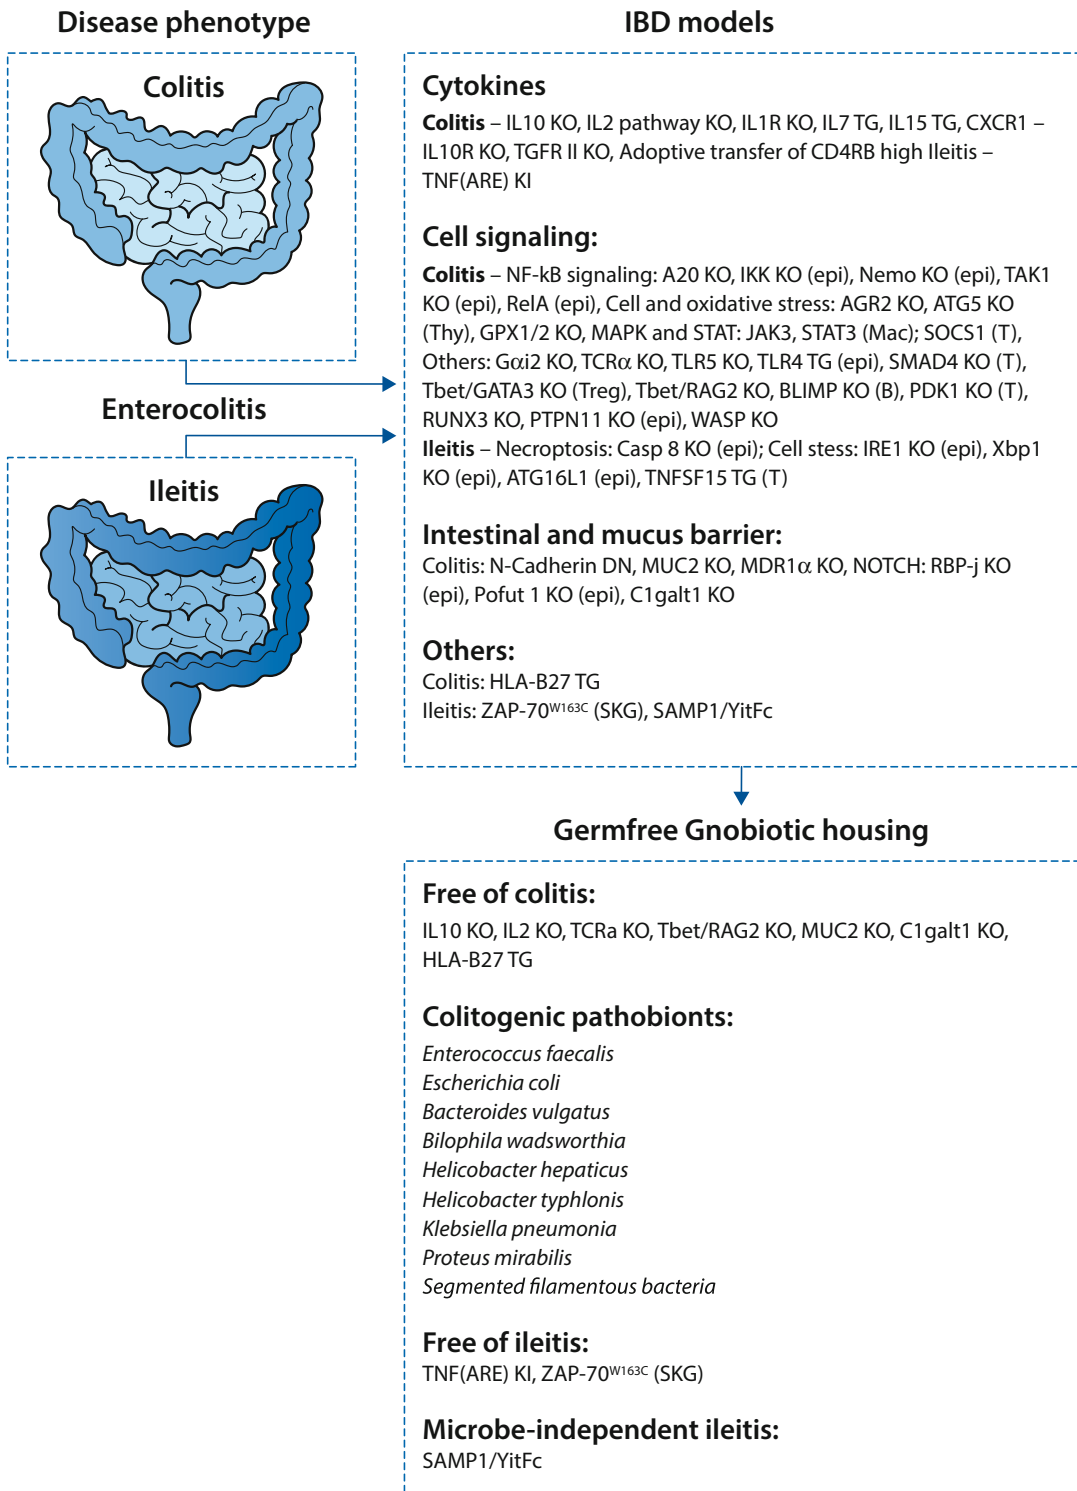 Disease phenotype
Colitis
Enterocolitis
Ileitis
IBD models
Cytokines
Colitis – IL10 KO, IL2 pathway KO, IL1R KO, IL7 TG, IL15 TG, CXCR1 –
IL10R KO, TGFR II KO, Adoptive transfer of CD4RB high Ileitis –
TNF(ARE) KI
Cell signaling:
Colitis – NF-kB signaling: A20 KO, IKK KO (epi), Nemo KO (epi), TAK1
KO (epi), RelA (epi), Cell and oxidative stress: AGR2 KO, ATG5 KO
(Thy), GPX1/2 KO, MAPK and STAT: JAK3, STAT3 (Mac); SOCS1 (T),
Others: Gαi2 KO, TCRα KO, TLR5 KO, TLR4 TG (epi), SMAD4 KO (T),
Tbet/GATA3 KO (Treg), Tbet/RAG2 KO, BLIMP KO (B), PDK1 KO (T),
RUNX3 KO, PTPN11 KO (epi), WASP KO
Ileitis – Necroptosis: Casp 8 KO (epi); Cell stess: IRE1 KO (epi), Xbp1
KO (epi), ATG16L1 (epi), TNFSF15 TG (T)
Intestinal and mucus barrier:
Colitis: N-Cadherin DN, MUC2 KO, MDR1α KO, NOTCH: RBP-j KO
(epi), Pofut 1 KO (epi), C1galt1 KO
Others:
Colitis: HLA-B27 TG
Ileitis: ZAP-70W163C (SKG), SAMP1/YitFc
Germfree Gnobiotic housing
Free of colitis:
IL10 KO, IL2 KO, TCRa KO, Tbet/RAG2 KO, MUC2 KO, C1galt1 KO,
HLA-B27 TG
Colitogenic pathobionts:
Enterococcus faecalis
Escherichia coli
Bacteroides vulgatus
Bilophila wadsworthia
Helicobacter hepaticus
Helicobacter typhlonis
Klebsiella pneumonia
Proteus mirabilis
Segmented filamentous bacteria
Free of ileitis:
TNF(ARE) KI, ZAP-70W163C (SKG)
Microbe-independent ileitis:
SAMP1/YitFc